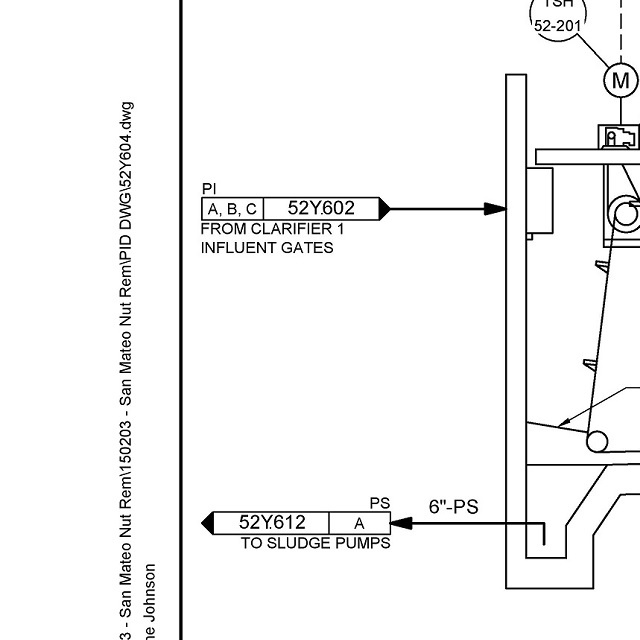 TSH
52-201
M
PI
A, B, C 52Y602
FROM CLARIFIER 1
INFLUENT GATES
PS
6"-PS
52Y612 A
TO SLUDGE PUMPS
3 - San Mateo Nut Rem\150203 - San Mateo Nut Rem\PID DWG\52Y604.dwg
ne Johnson